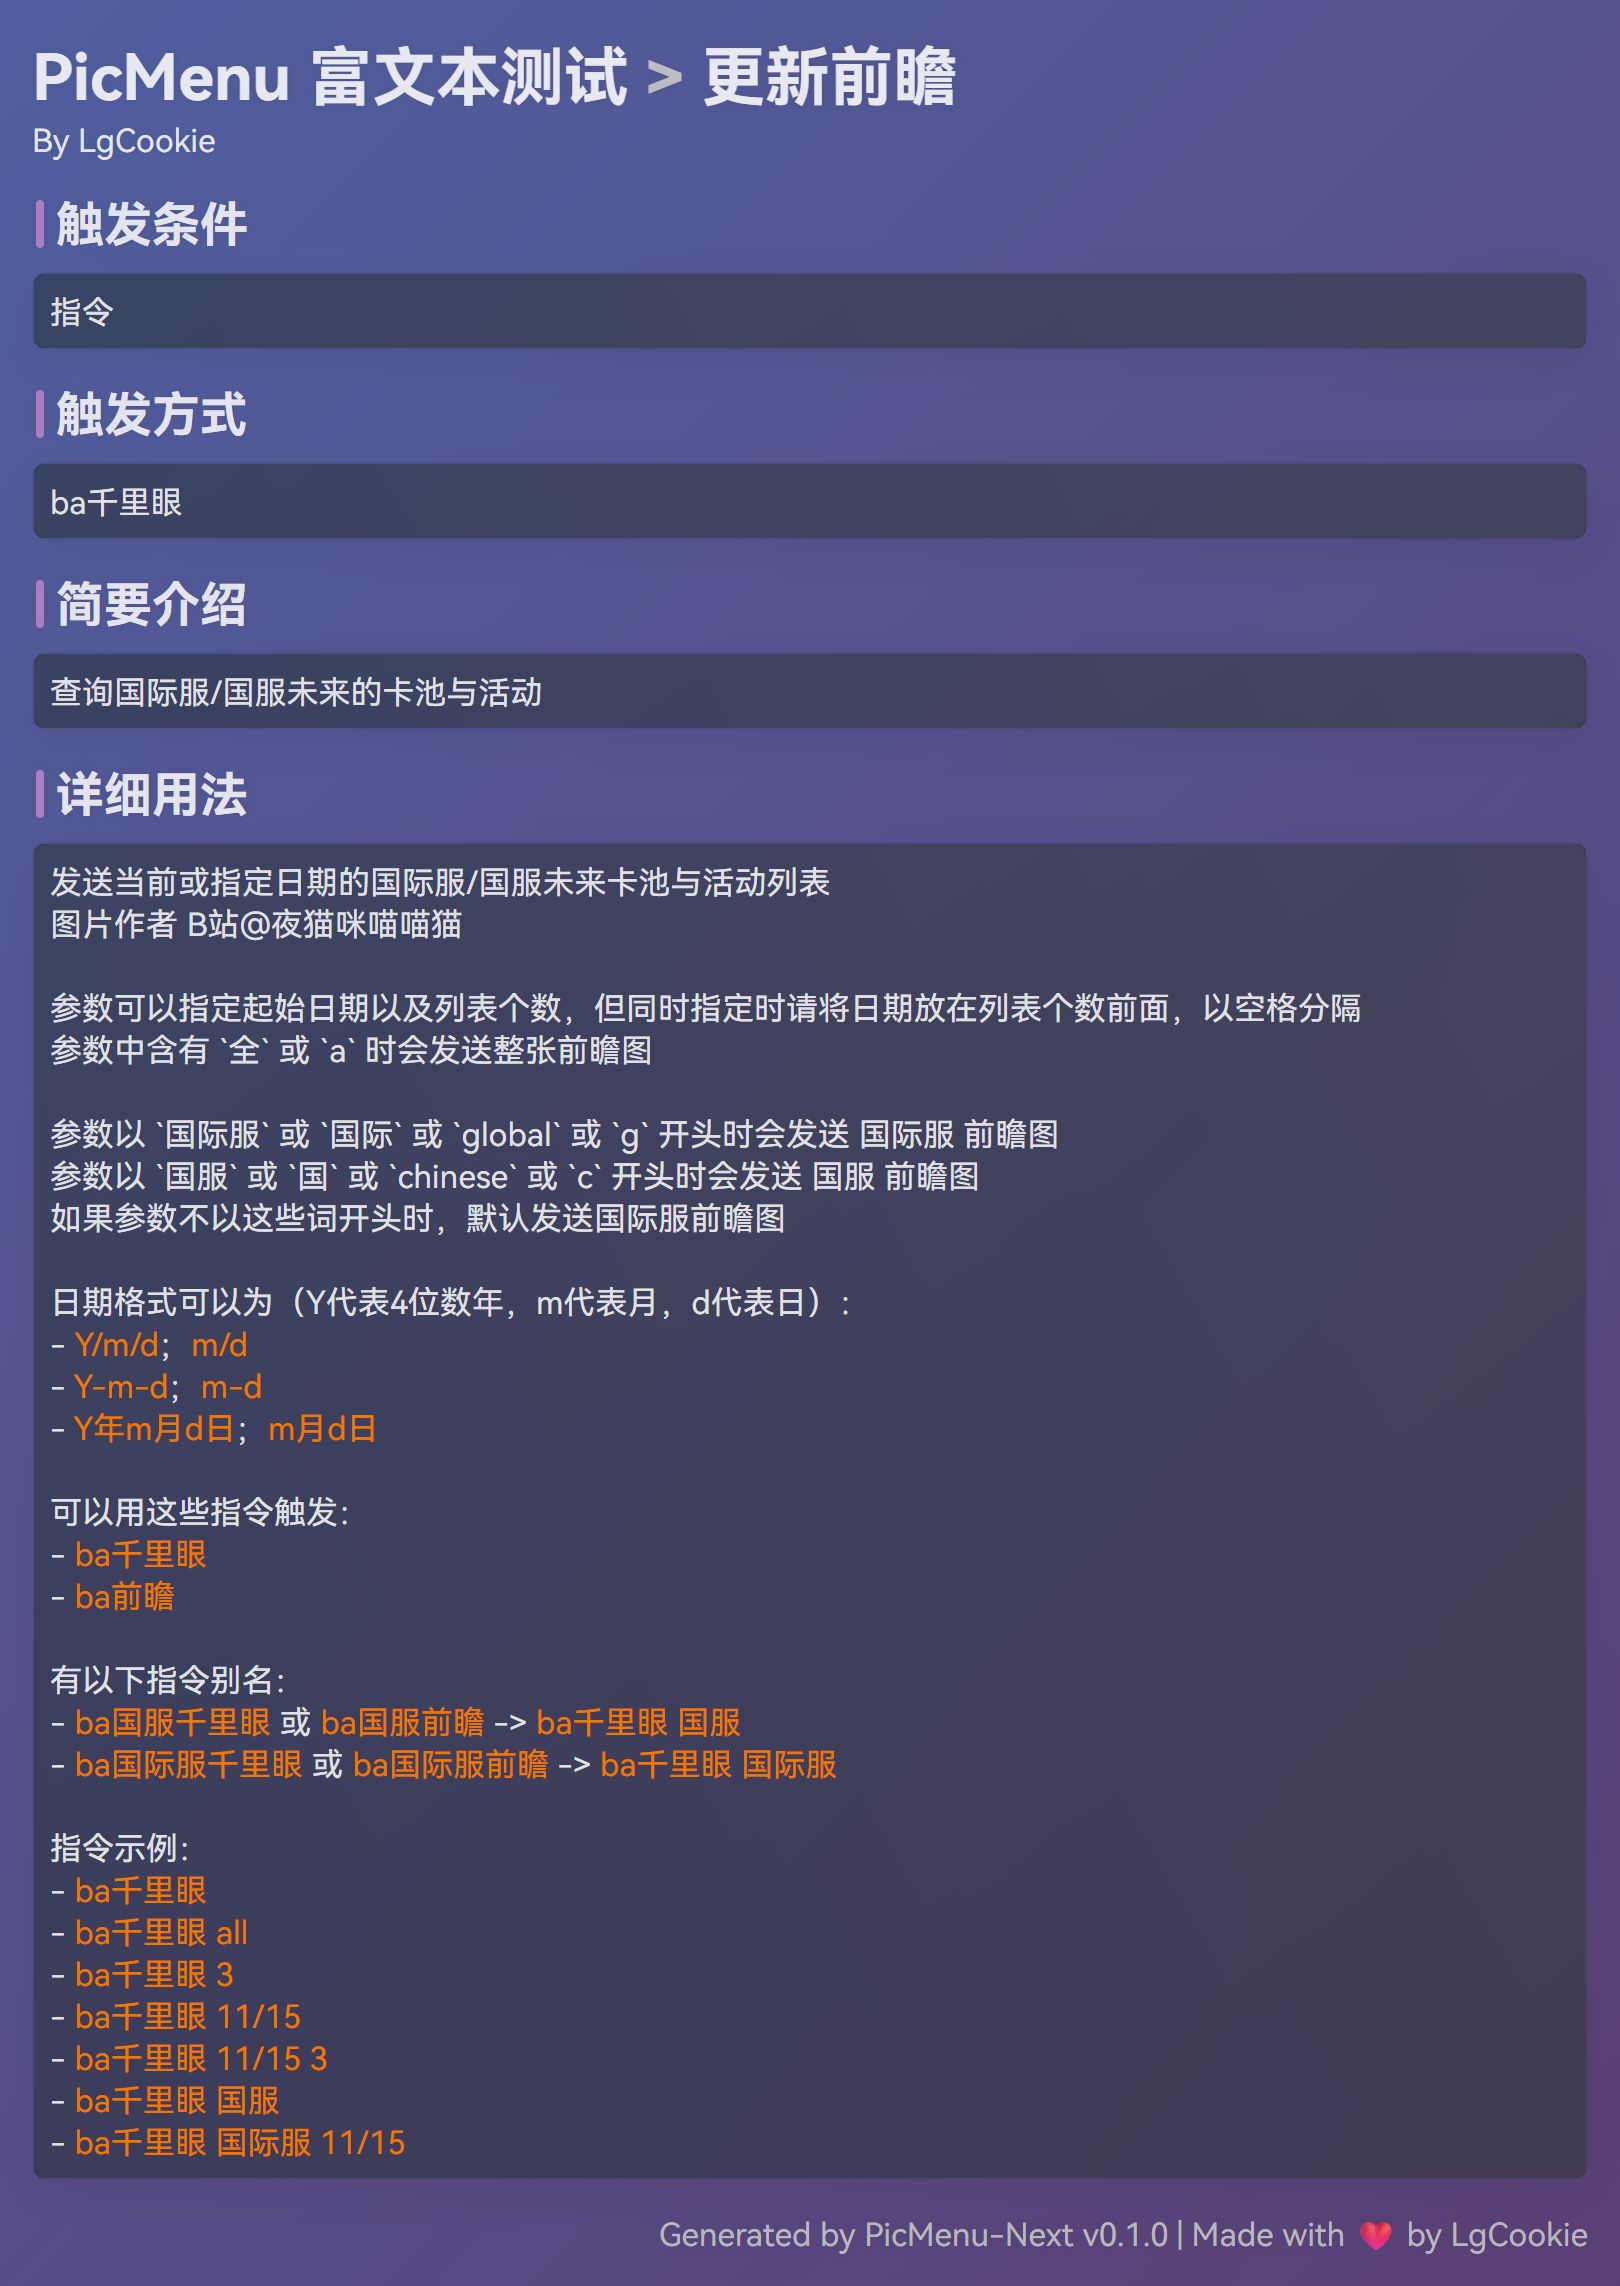 PicMenu 富文本测试 > 更新前瞻
By LgCookie
触发条件
指令
触发方式
ba千里眼
简要介绍
查询国际服/国服未来的卡池与活动
详细用法
发送当前或指定日期的国际服/国服未来卡池与活动列表
图片作者 B站@夜猫咪喵喵猫
参数可以指定起始日期以及列表个数，但同时指定时请将日期放在列表个数前面，以空格分隔
参数中含有 `全` 或 `a` 时会发送整张前瞻图
参数以 `国际服` 或 `国际` 或 `global` 或 `g` 开头时会发送 国际服 前瞻图
参数以 `国服` 或 `国` 或 `chinese` 或 `c` 开头时会发送 国服 前瞻图
如果参数不以这些词开头时，默认发送国际服前瞻图
日期格式可以为（Y代表4位数年，m代表月，d代表日）：
- Y/m/d；m/d
- Y-m-d；m-d
- Y年m月d日；m月d日
可以用这些指令触发：
- ba千里眼
- ba前瞻
有以下指令别名：
- ba国服千里眼 或 ba国服前瞻 -> ba千里眼 国服
- ba国际服千里眼 或 ba国际服前瞻 -> ba千里眼 国际服
指令示例：
- ba千里眼
- ba千里眼 all
- ba千里眼 3
- ba千里眼 11/15
- ba千里眼 11/15 3
- ba千里眼 国服
- ba千里眼 国际服 11/15
Generated by PicMenu-Next v0.1.0 | Made with 💗 by LgCookie